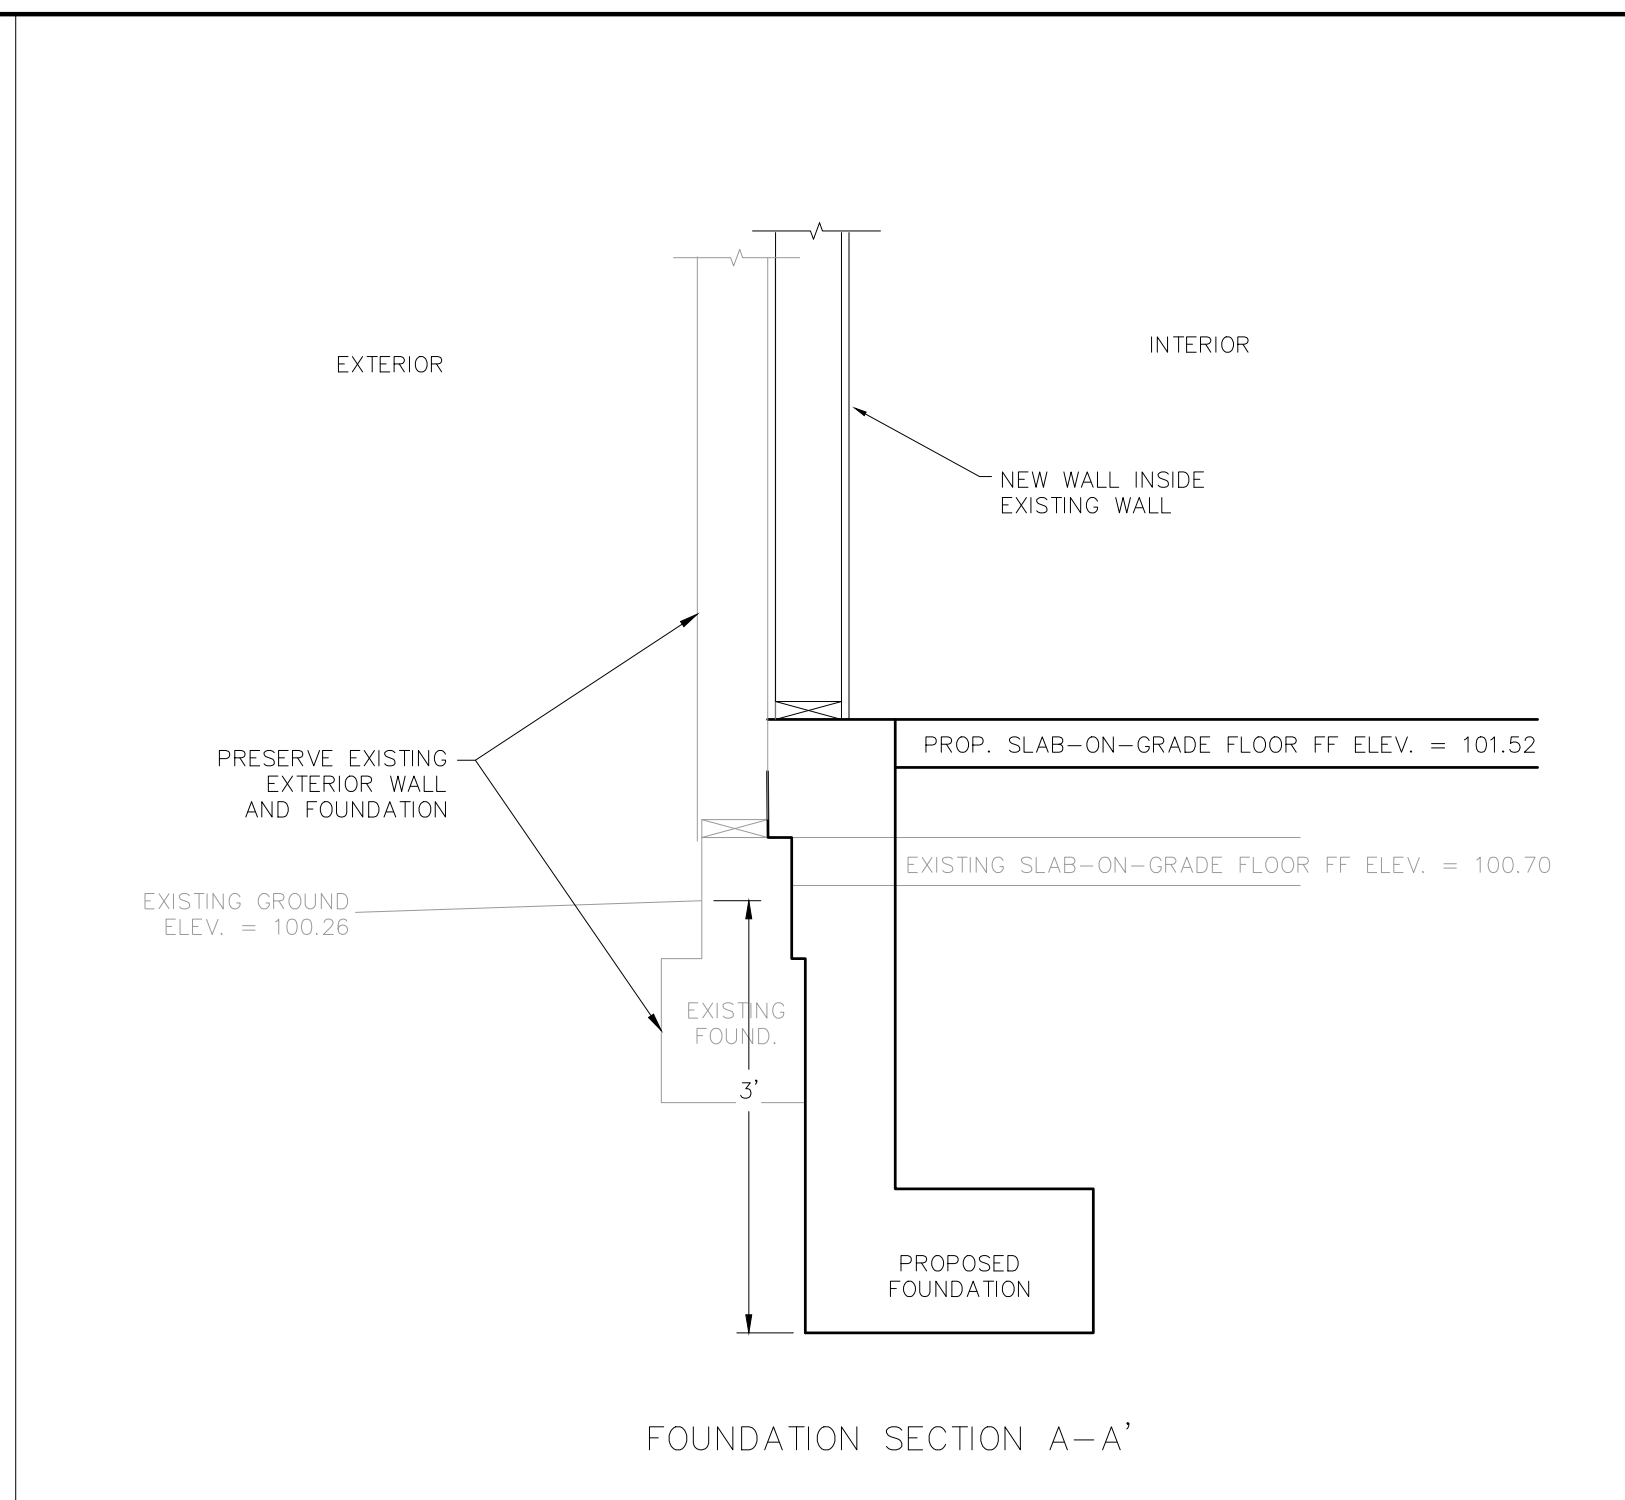 EXTERIOR
INTERIOR
NEW WALL INSIDE
EXISTING WALL
PROP. SLAB-ON-GRADE FLOOR FF ELEV. = 101.52
PRESERVE EXISTING
EXTERIOR WALL
AND FOUNDATION
EXISTING SLAB-ON-GRADE FLOOR FF ELEV. = 100.70
EXISTING GROUND
ELEV. = 100.26
EXISTING
FOUND.
3'
PROPOSED
FOUNDATION
FOUNDATION SECTION A-A'